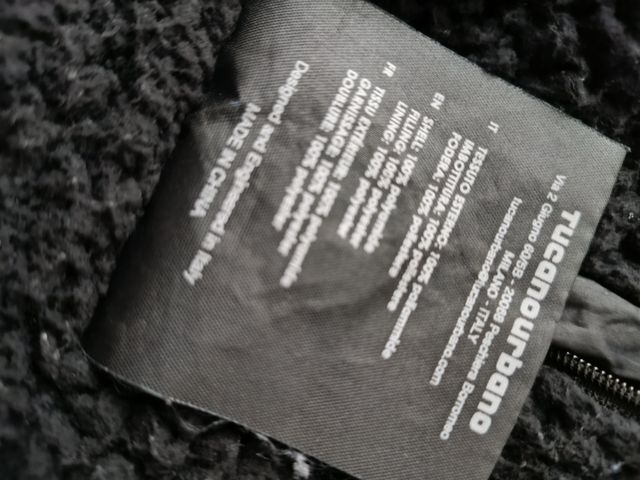 Tucanourbano
Via 2 Giugno 60/68 - 20068 Peschiera Borromeo
MILANO - ITALY
tucanourbano@tucanourbano.com
IT
TESSUTO ESTERNO: 100% poliammide
IMBOTTITURA: 100% poliestere
FODERA: 100% poliestere
EN
SHELL: 100% polyamide
FILLING: 100% polyester
LINING: 100% polyester
FR
TISSU EXTÉRIEUR: 100% polyamide
GARNISSAGE: 100% polyester
DOUBLURE: 100% polyester
Designed and Engineered in Italy
MADE IN CHINA